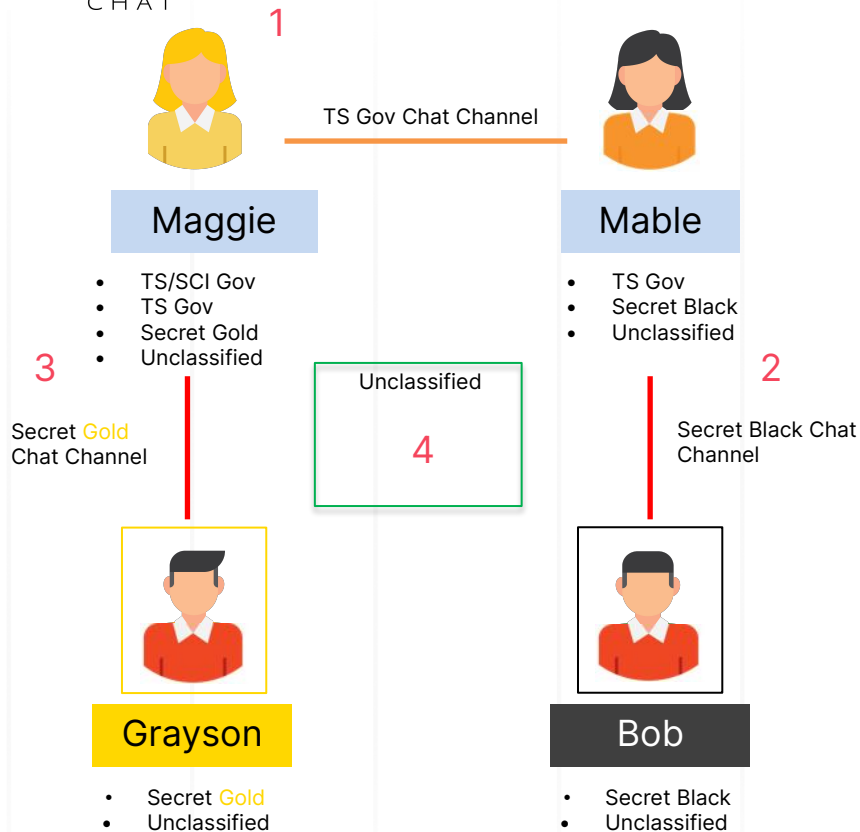 CHAT
1
TS Gov Chat Channel
Maggie
Mable
• TS/SCI Gov
• TS Gov
• Secret Gold
• Unclassified
• TS Gov
• Secret Black
• Unclassified
3
Secret Gold
Chat Channel
Unclassified
4
2
Secret Black Chat
Channel
Grayson
Bob
• Secret Gold
• Unclassified
• Secret Black
• Unclassified